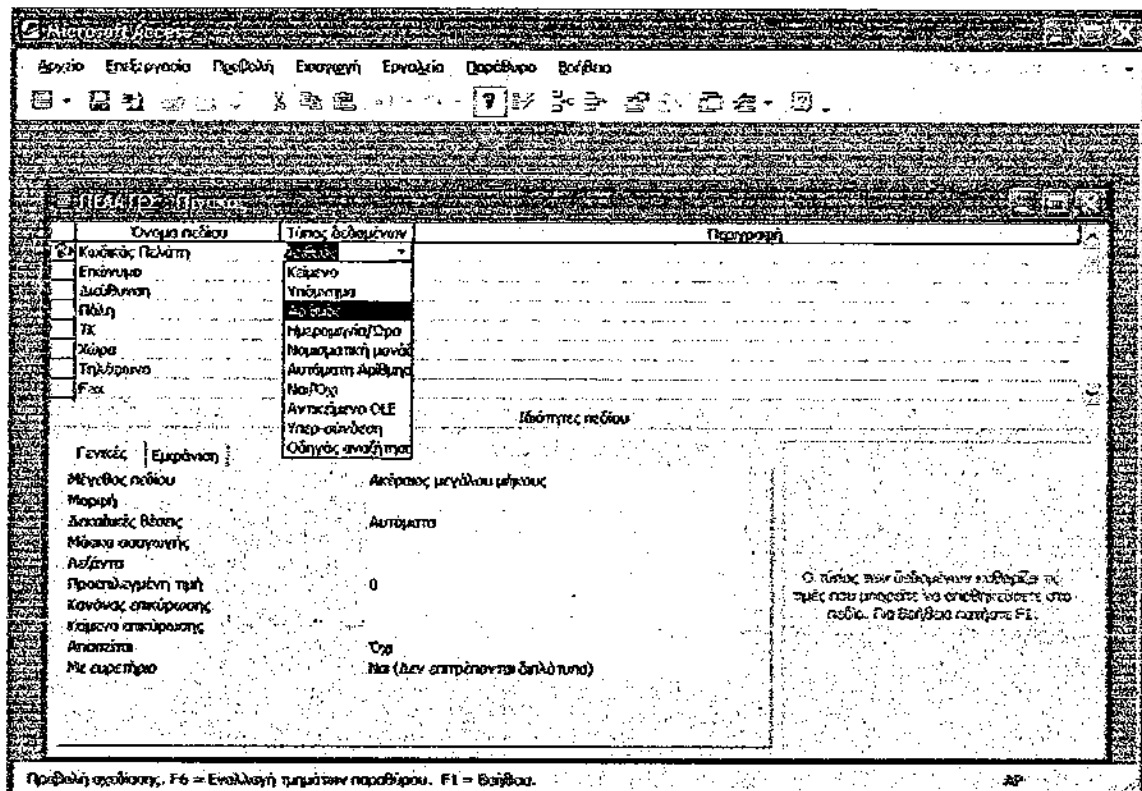 Microsoft Access
Αρχείο Επεξεργασία Προβολή Εισαγωγή Εργαλεία Παράθυρο Βοήθεια
ΠΕΛΑΤΕΣ : Πίνακας
Όνομα πεδίου Τύπος δεδομένων Περιγραφή
Κωδικός Πελάτη Αριθμός
Επώνυμο Κείμενο
Διεύθυνση Υπόμνημα
Πόλη Αριθμός
ΤΚ Ημερομηνία/Ώρα
Χώρα Νομισματική μονάδ
Τηλέφωνο Αυτόματη Αρίθμησ
Fax Ναι/Όχι
Αντικείμενο OLE
Ιδιότητες πεδίου
Υπερ-σύνδεση
Οδηγός αναζήτησ
Γενικές Εμφάνιση
Μέγεθος πεδίου Ακέραιος μεγάλου μήκους
Μορφή
Δεκαδικές θέσεις Αυτόματα
Μάσκα εισαγωγής
Λεζάντα
Προεπιλεγμένη τιμή 0
Κανόνας επικύρωσης
Κείμενο επικύρωσης
Απαιτείται Όχι
Με ευρετήριο Ναι (Δεν επιτρέπονται διπλότυπα)
Ο τύπος των δεδομένων καθορίζει τις
τιμές που μπορείτε να αποθηκεύσετε στο
πεδίο. Για βοήθεια πατήστε F1.
Προβολή σχεδίασης. F6 = Εναλλαγή τμημάτων παραθύρου. F1 = Βοήθεια. ΑΡ